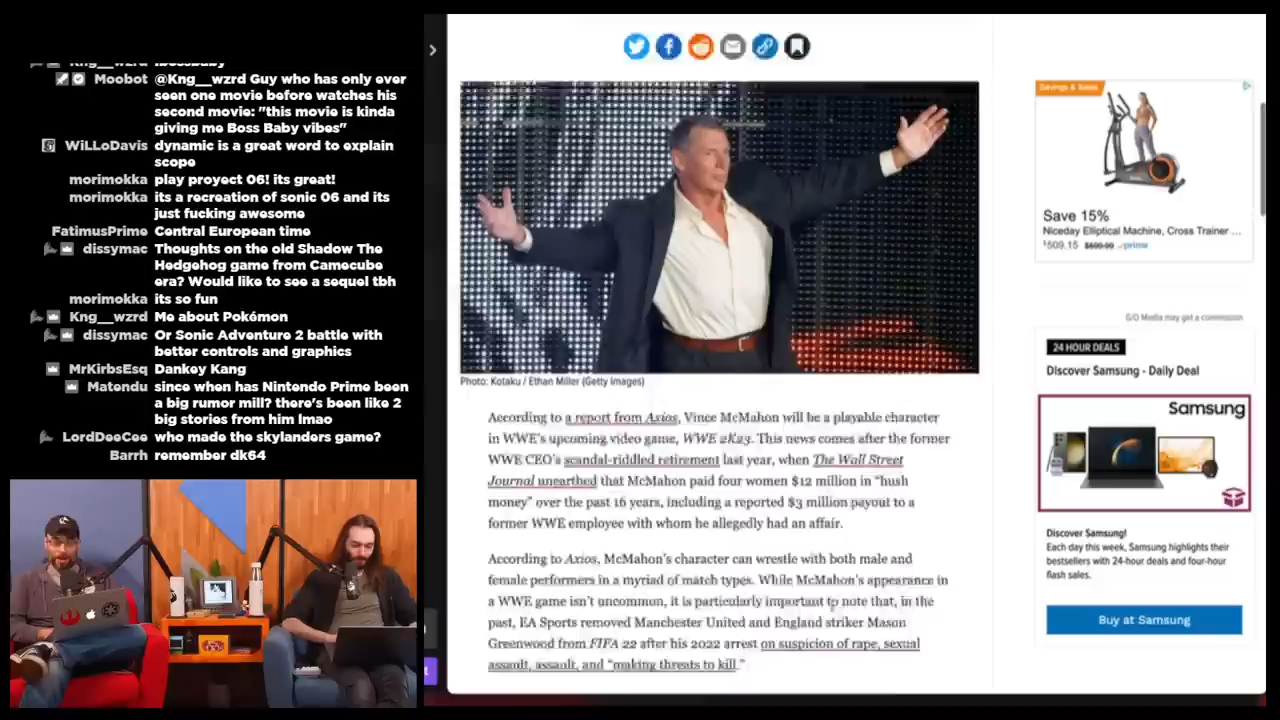 Kng__wzrd !bossbaby
Moobot @Kng__wzrd Guy who has only ever
seen one movie before watches his
second movie: "this movie is kinda
giving me Boss Baby vibes"
WiLLoDavis dynamic is a great word to explain
scope
morimokka play proyect 06! its great!
morimokka its a recreation of sonic 06 and its
just fucking awesome
FatimusPrime Central European time
dissymac Thoughts on the old Shadow The
Hedgehog game from Camecube
era? Would like to see a sequel tbh
morimokka its so fun
Kng__wzrd Me about Pokémon
dissymac Or Sonic Adventure 2 battle with
better controls and graphics
MrKirbsEsq Dankey Kang
Matendu since when has Nintendo Prime been
a big rumor mill? there's been like 2
big stories from him lmao
LordDeeCee who made the skylanders game?
Barrh remember dk64
Photo: Kotaku / Ethan Miller (Getty Images)
According to a report from Axios, Vince McMahon will be a playable character
in WWE's upcoming video game, WWE 2K23. This news comes after the former
WWE CEO's scandal-riddled retirement last year, when The Wall Street
Journal unearthed that McMahon paid four women $12 million in "hush
money" over the past 16 years, including a reported $3 million payout to a
former WWE employee with whom he allegedly had an affair.
According to Axios, McMahon's character can wrestle with both male and
female performers in a myriad of match types. While McMahon's appearance in
a WWE game isn't uncommon, it is particularly important to note that, in the
past, EA Sports removed Manchester United and England striker Mason
Greenwood from FIFA 22 after his 2022 arrest on suspicion of rape, sexual
assault, assault, and "making threats to kill."
Savings & Sales
Save 15%
Niceday Elliptical Machine, Cross Trainer ...
$509.15 $599.99 prime
G/O Media may get a commission
24 HOUR DEALS
Discover Samsung - Daily Deal
Samsung
Discover Samsung!
Each day this week, Samsung highlights their
bestsellers with 24-hour deals and four-hour
flash sales.
Buy at Samsung